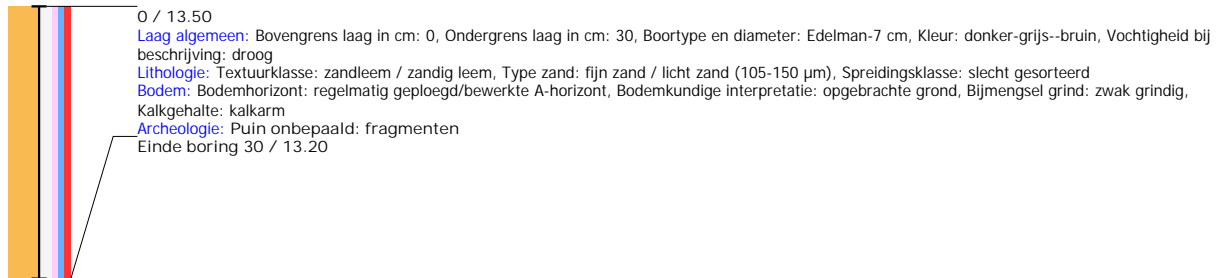 0 / 13.50
Laag algemeen: Bovengrens laag in cm: 0, Ondergrens laag in cm: 30, Boortype en diameter: Edelman-7 cm, Kleur: donker-grijs--bruin, Vochtigheid bij
beschrijving: droog
Lithologie: Textuurklasse: zandleem / zandig leem, Type zand: fijn zand / licht zand (105-150 µm), Spreidingsklasse: slecht gesorteerd
Bodem: Bodemhorizont: regelmatig geploegd/bewerkte A-horizont, Bodemkundige interpretatie: opgebrachte grond, Bijmengsel grind: zwak grindig,
Kalkgehalte: kalkarm
Archeologie: Puin onbepaald: fragmenten
Einde boring 30 / 13.20